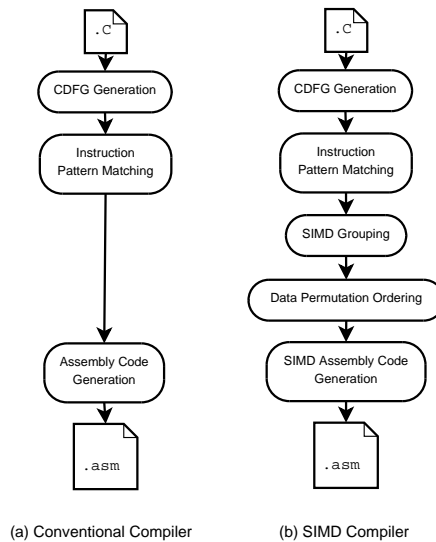 .C
CDFG Generation
Instruction
Pattern Matching
Assembly Code
Generation
.asm
(a) Conventional Compiler
.C
CDFG Generation
Instruction
Pattern Matching
SIMD Grouping
Data Permutation Ordering
SIMD Assembly Code
Generation
.asm
(b) SIMD Compiler